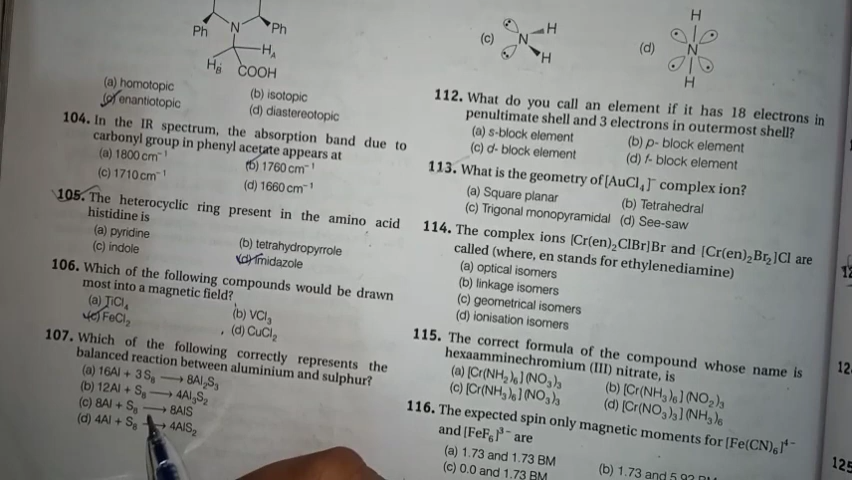 Ph
N
Ph
H_A
H_B
COOH
(a) homotopic
(b) isotopic
(c) enantiotopic
(d) diastereotopic
104. In the IR spectrum, the absorption band due to
carbonyl group in phenyl acetate appears at
(a) 1800 cm⁻¹
(b) 1760 cm⁻¹
(c) 1710 cm⁻¹
(d) 1660 cm⁻¹
105. The heterocyclic ring present in the amino acid
histidine is
(a) pyridine
(b) tetrahydropyrrole
(c) indole
(d) imidazole
106. Which of the following compounds would be drawn
most into a magnetic field?
(a) TiCl₄
(b) VCl₃
(c) FeCl₂
(d) CuCl₂
107. Which of the following correctly represents the
balanced reaction between aluminium and sulphur?
(a) 16Al + 3S₈ ⟶ 8Al₂S₃
(b) 12Al + S₈ ⟶ 4Al₃S₂
(c) 8Al + S₈ ⟶ 8AlS
(d) 4Al + S₈ ⟶ 4AlS₂
(c)
N
H
H
(d)
H
N
H
112. What do you call an element if it has 18 electrons in
penultimate shell and 3 electrons in outermost shell?
(a) s-block element
(b) p- block element
(c) d- block element
(d) f- block element
113. What is the geometry of [AuCl₄]⁻ complex ion?
(a) Square planar
(b) Tetrahedral
(c) Trigonal monopyramidal
(d) See-saw
114. The complex ions [Cr(en)₂ClBr]Br and [Cr(en)₂Br₂]Cl are
called (where, en stands for ethylenediamine)
(a) optical isomers
(b) linkage isomers
(c) geometrical isomers
(d) ionisation isomers
115. The correct formula of the compound whose name is
hexaamminechromium (III) nitrate, is
(a) [Cr(NH₂)₆](NO₃)₃
(b) [Cr(NH₃)₆](NO₂)₃
(c) [Cr(NH₃)₆](NO₃)₃
(d) [Cr(NO₃)₃](NH₃)₆
116. The expected spin only magnetic moments for [Fe(CN)₆]⁴⁻
and [FeF₆]³⁻ are
(a) 1.73 and 1.73 BM
(b) 1.73 and 5.92 BM
(c) 0.0 and 1.73 BM
12
125